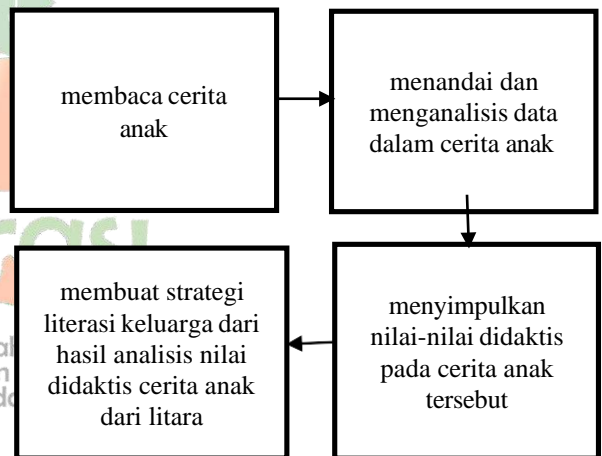 membaca cerita
anak
menandai dan
menganalisis data
dalam cerita anak
menyimpulkan
nilai-nilai didaktis
pada cerita anak
tersebut
membuat strategi
literasi keluarga dari
hasil analisis nilai
didaktis cerita anak
dari litara